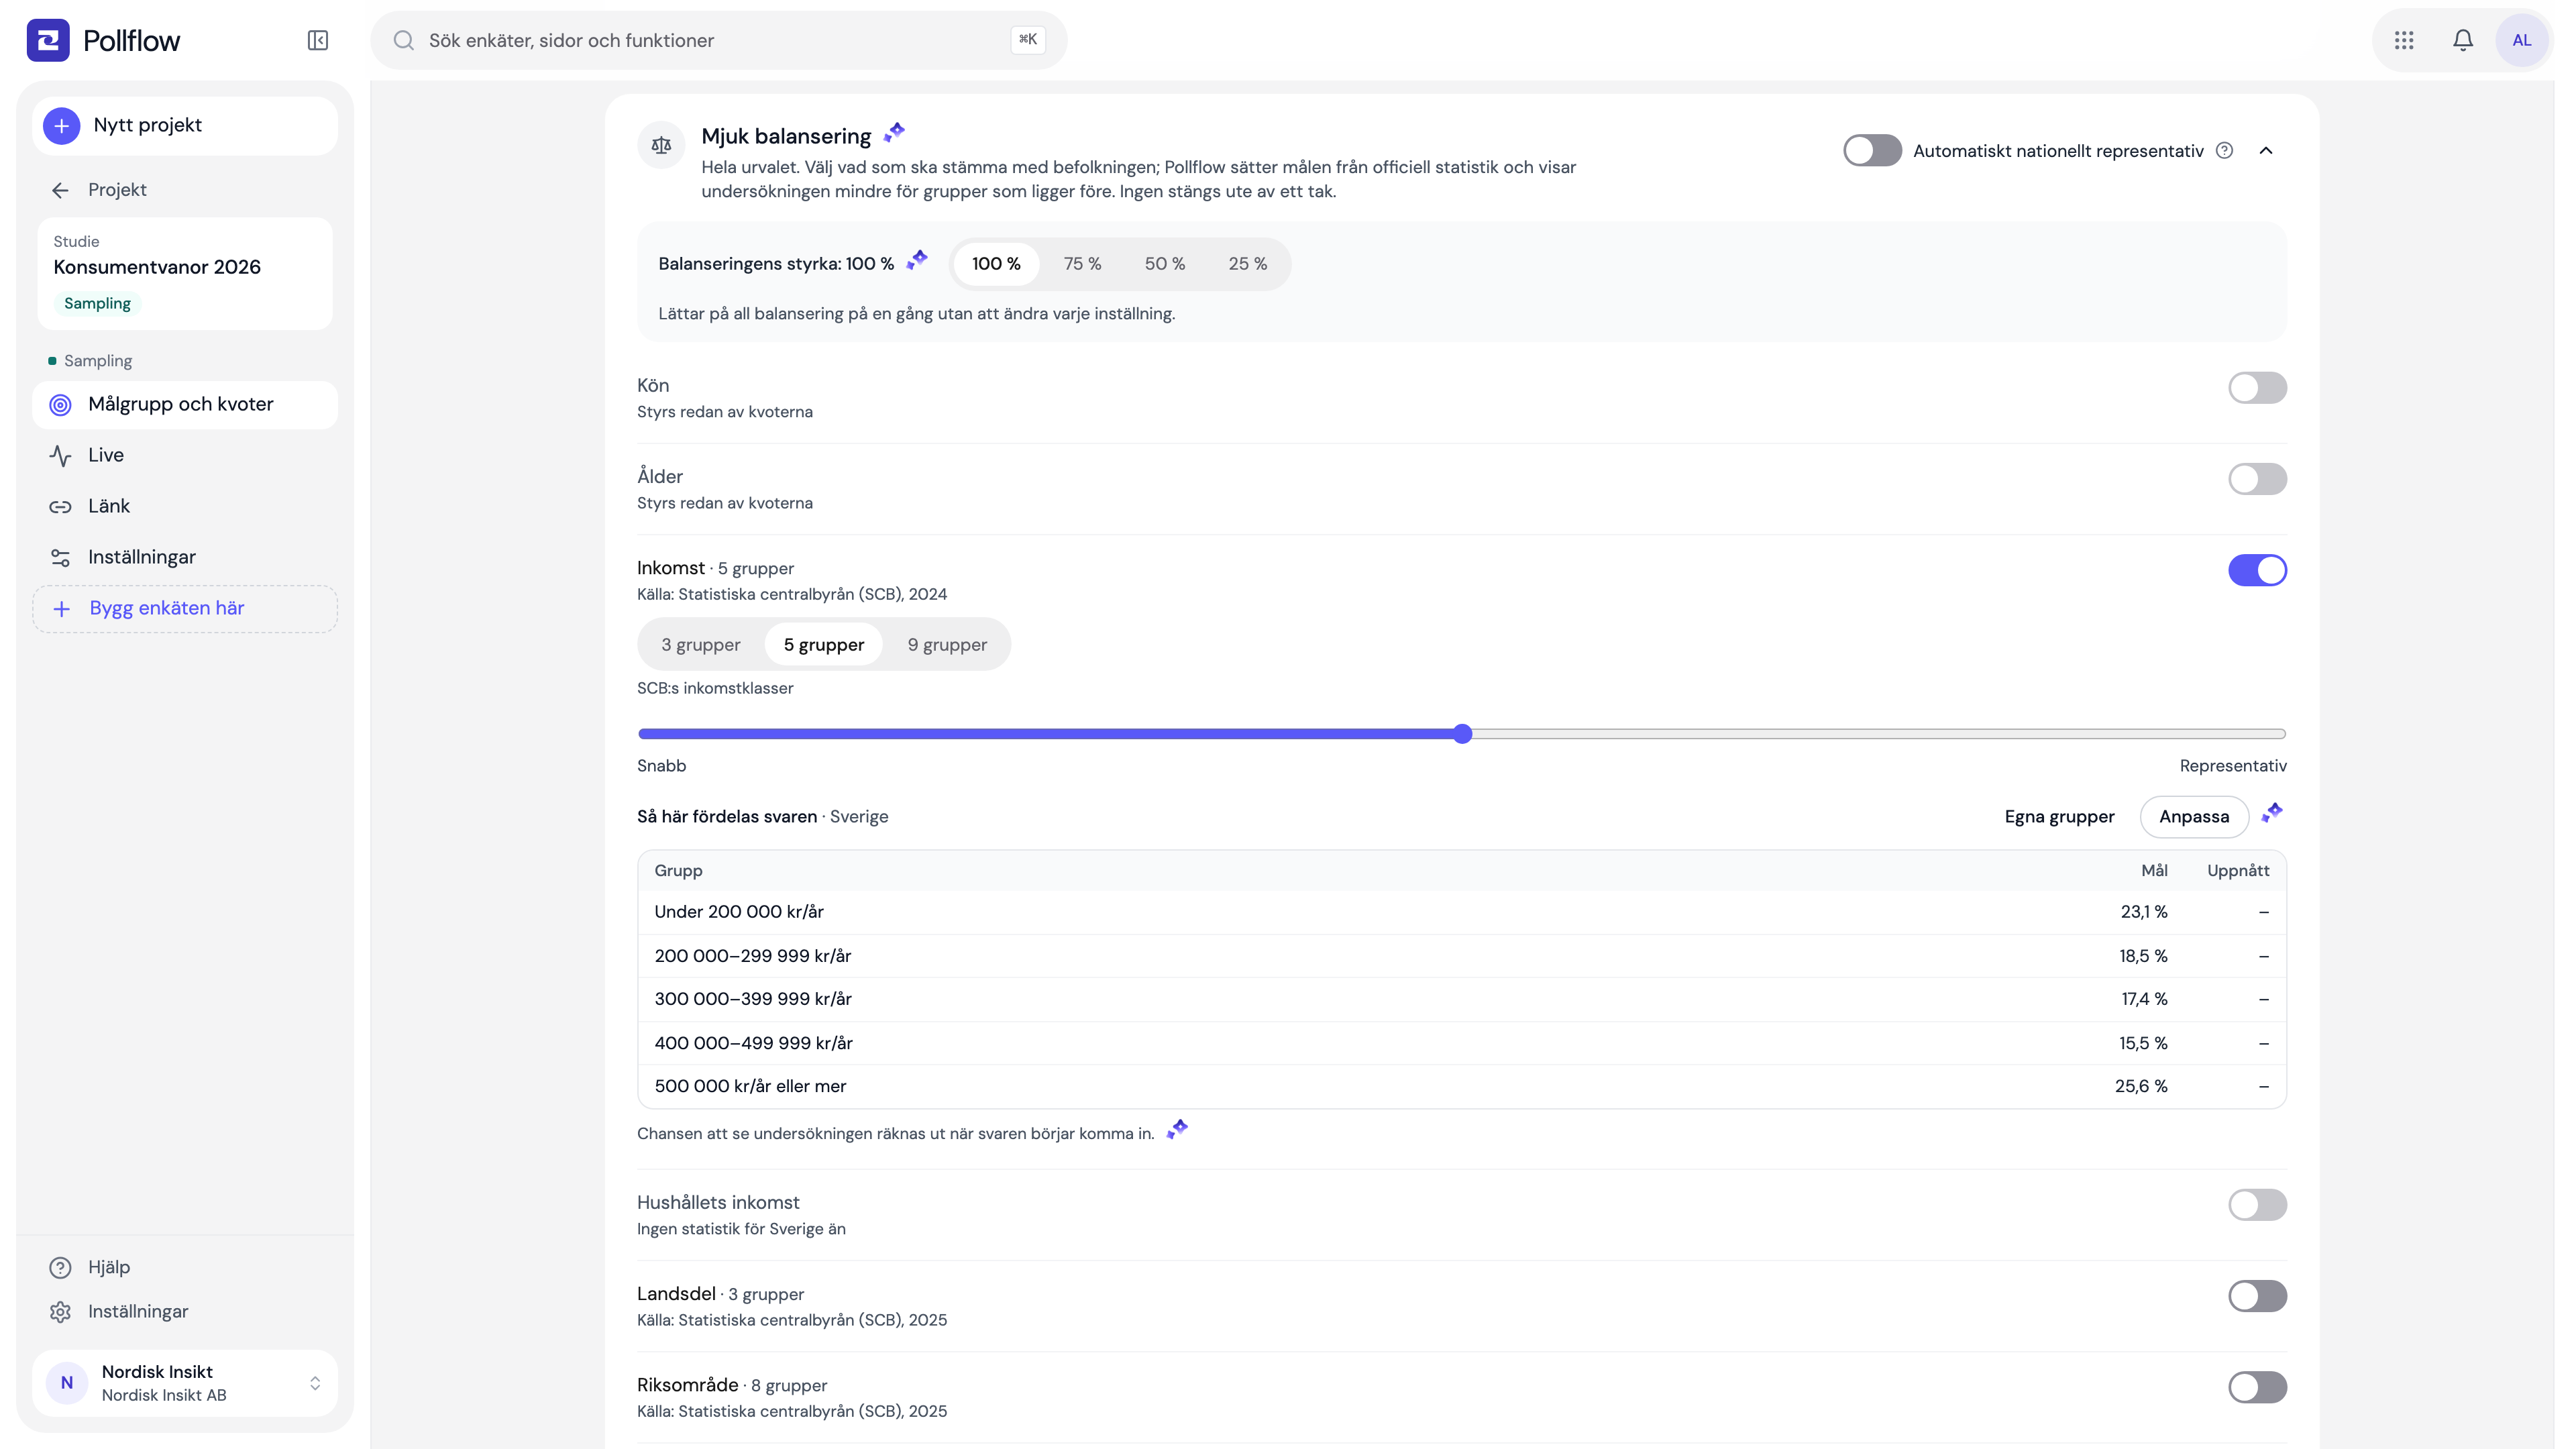 Pollflow
Sök enkäter, sidor och funktioner
⌘K
AL
Nytt projekt
Projekt
Studie
Konsumentvanor 2026
Sampling
Sampling
Målgrupp och kvoter
Live
Länk
Inställningar
Bygg enkäten här
Hjälp
Inställningar
N
Nordisk Insikt
Nordisk Insikt AB
Mjuk balansering
Hela urvalet. Välj vad som ska stämma med befolkningen; Pollflow sätter målen från officiell statistik och visar
undersökningen mindre för grupper som ligger före. Ingen stängs ute av ett tak.
Automatiskt nationellt representativ
Balanseringens styrka: 100 %
100 % 75 % 50 % 25 %
Lättar på all balansering på en gång utan att ändra varje inställning.
Kön
Styrs redan av kvoterna
Ålder
Styrs redan av kvoterna
Inkomst · 5 grupper
Källa: Statistiska centralbyrån (SCB), 2024
3 grupper 5 grupper 9 grupper
SCB:s inkomstklasser
Snabb Representativ
Så här fördelas svaren · Sverige Egna grupper Anpassa
Grupp Mål Uppnått
Under 200 000 kr/år 23,1 % –
200 000–299 999 kr/år 18,5 % –
300 000–399 999 kr/år 17,4 % –
400 000–499 999 kr/år 15,5 % –
500 000 kr/år eller mer 25,6 % –
Chansen att se undersökningen räknas ut när svaren börjar komma in.
Hushållets inkomst
Ingen statistik för Sverige än
Landsdel · 3 grupper
Källa: Statistiska centralbyrån (SCB), 2025
Riksområde · 8 grupper
Källa: Statistiska centralbyrån (SCB), 2025